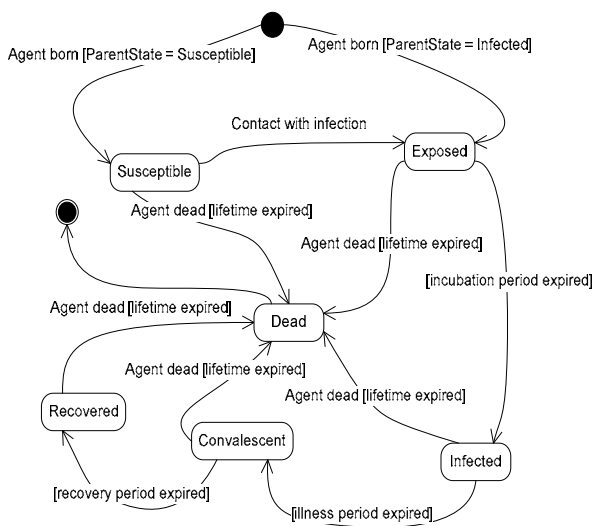 Agent born [ParentState = Infected]
Agent born [ParentState = Susceptible]
Contact with infection
Exposed
Susceptible
Agent dead [lifetime expired]
Agent dead [lifetime expired]
[incubation period expired]
Agent dead [lifetime expired]
Dead
Agent dead [lifetime expired]
Agent dead [lifetime expired]
Recovered
Convalescent
Infected
[recovery period expired]
[illness period expired]